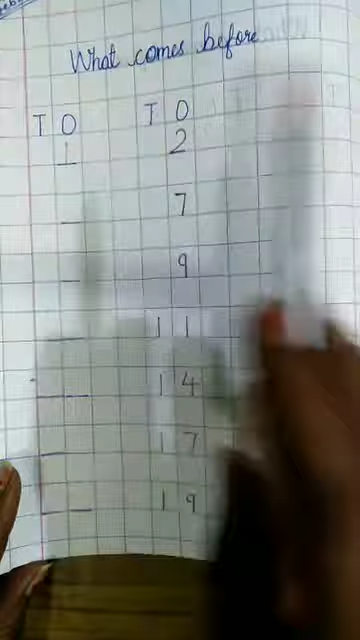 What comes before
T O T O
1 2
_ 7
_ 9
_ _ 1 1
_ _ 1 4
_ _ 1 7
_ _ 1 9